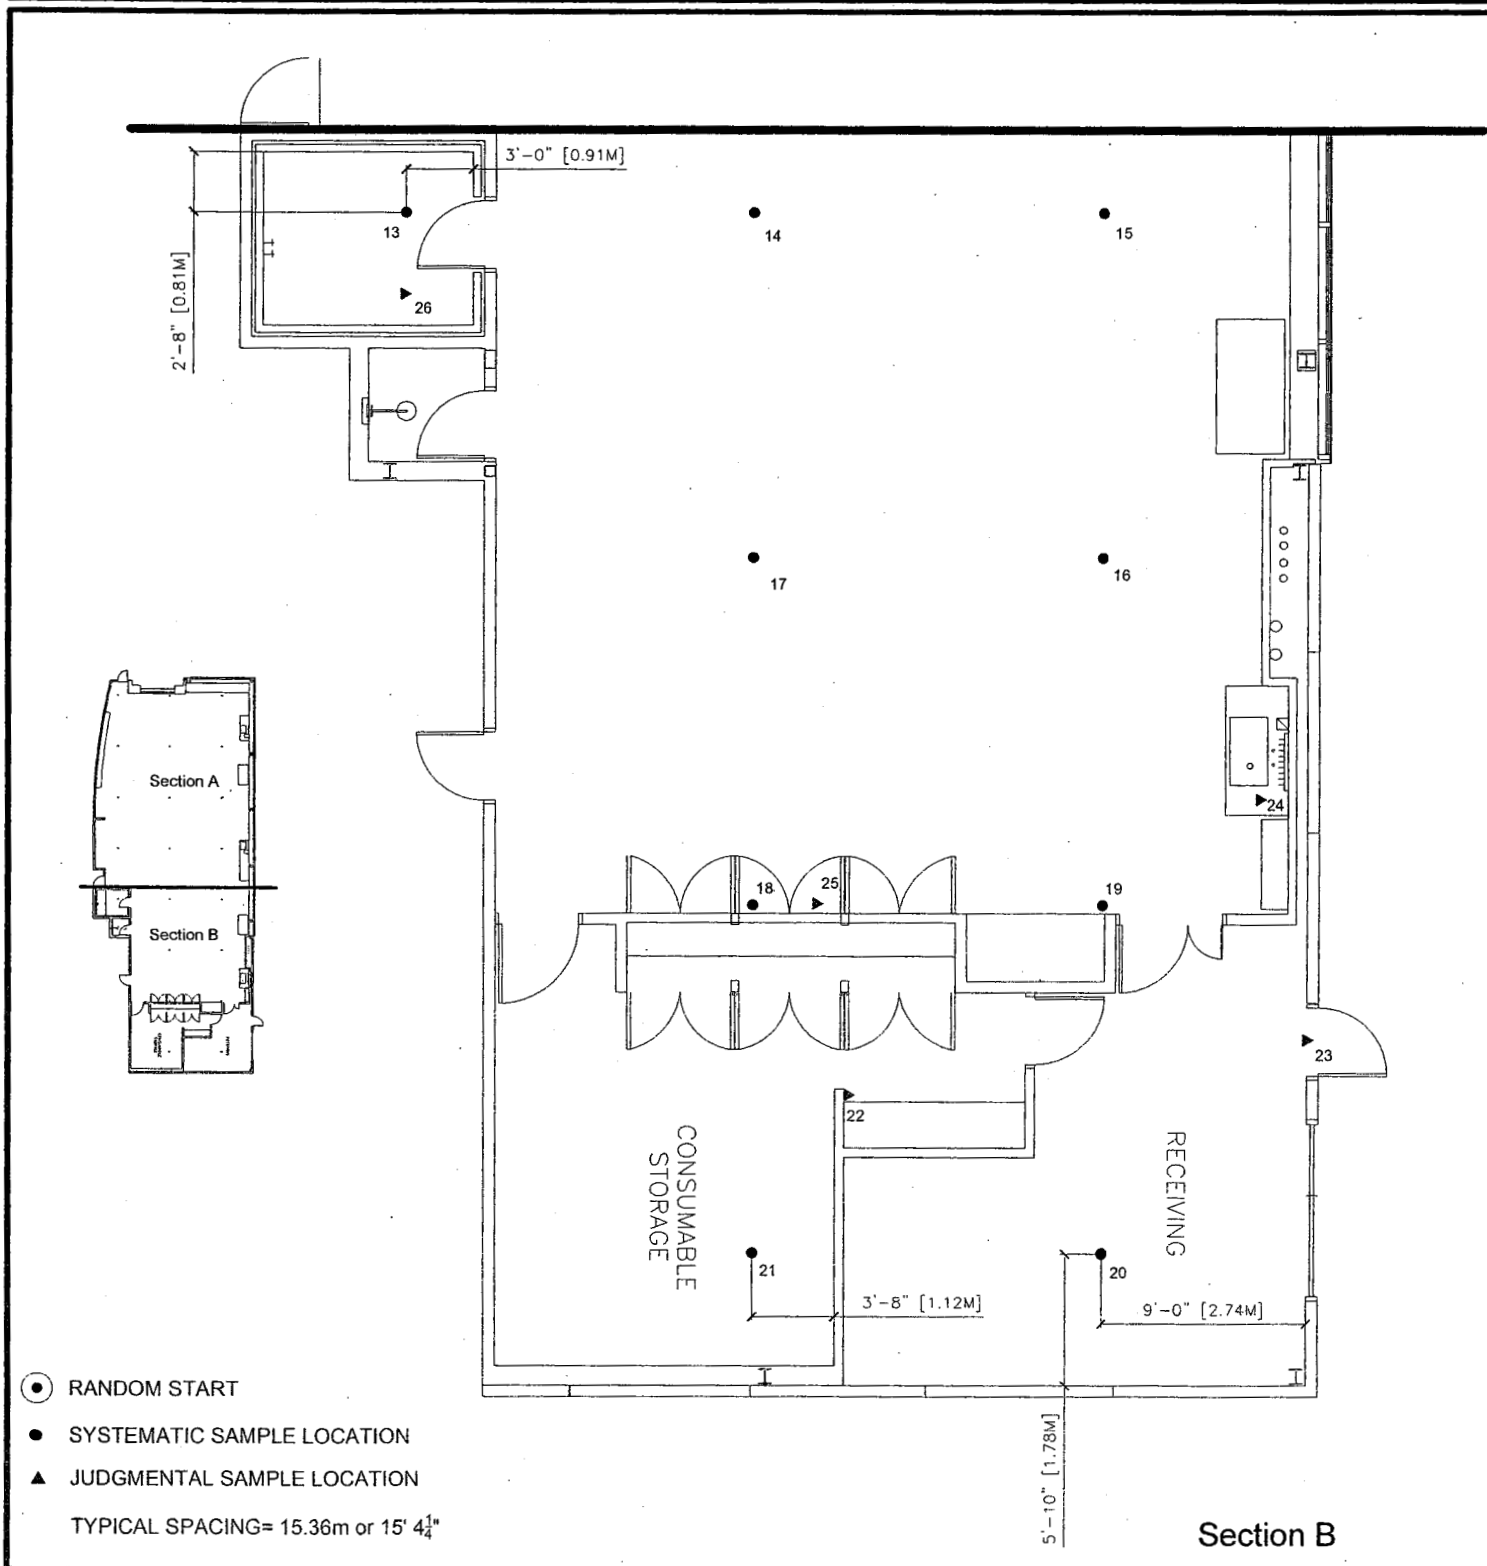 3'-0" [0.91M]
13
14
15
2'-8" [0.81M]
26
17
16
Section A
Section B
24
18
25
19
23
22
CONSUMABLE
STORAGE
RECEIVING
21
20
3'-8" [1.12M]
9'-0" [2.74M]
5'-10" [1.78M]
RANDOM START
SYSTEMATIC SAMPLE LOCATION
JUDGMENTAL SAMPLE LOCATION
TYPICAL SPACING= 15.36m or 15' 4¼"
Section B